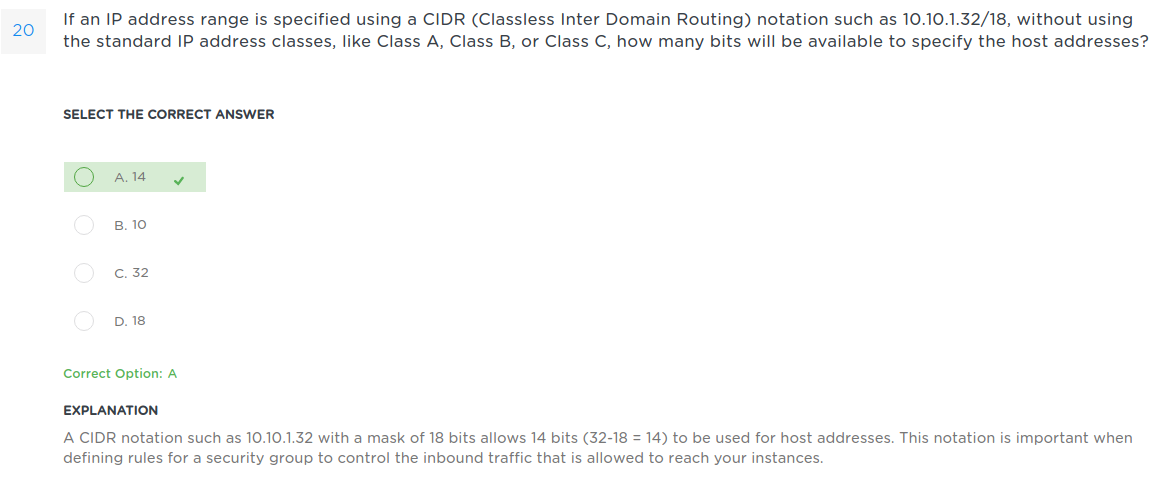 20
If an IP address range is specified using a CIDR (Classless Inter Domain Routing) notation such as 10.10.1.32/18, without using
the standard IP address classes, like Class A, Class B, or Class C, how many bits will be available to specify the host addresses?
SELECT THE CORRECT ANSWER
A. 14
B. 10
C. 32
D. 18
Correct Option: A
EXPLANATION
A CIDR notation such as 10.10.1.32 with a mask of 18 bits allows 14 bits (32-18 = 14) to be used for host addresses. This notation is important when
defining rules for a security group to control the inbound traffic that is allowed to reach your instances.